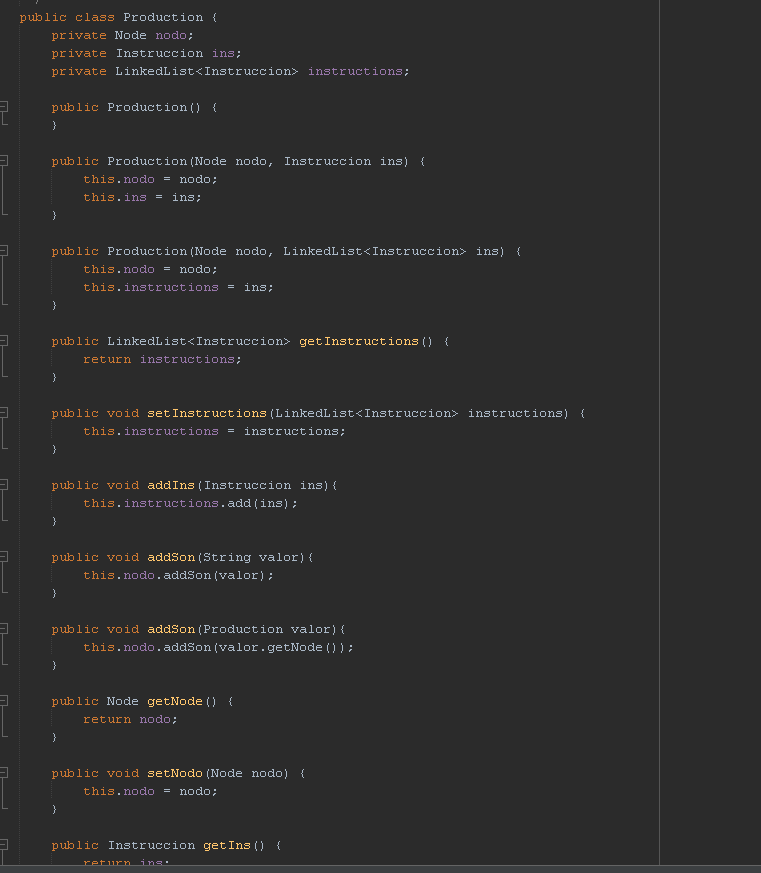 public class Production {
private Node nodo;
private Instruccion ins;
private LinkedList<Instruccion> instructions;
public Production() {
}
public Production(Node nodo, Instruccion ins) {
this.nodo = nodo;
this.ins = ins;
}
public Production(Node nodo, LinkedList<Instruccion> ins) {
this.nodo = nodo;
this.instructions = ins;
}
public LinkedList<Instruccion> getInstructions() {
return instructions;
}
public void setInstructions(LinkedList<Instruccion> instructions) {
this.instructions = instructions;
}
public void addIns(Instruccion ins){
this.instructions.add(ins);
}
public void addSon(String valor){
this.nodo.addSon(valor);
}
public void addSon(Production valor){
this.nodo.addSon(valor.getNode());
}
public Node getNode() {
return nodo;
}
public void setNodo(Node nodo) {
this.nodo = nodo;
}
public Instruccion getIns() {
return ins;